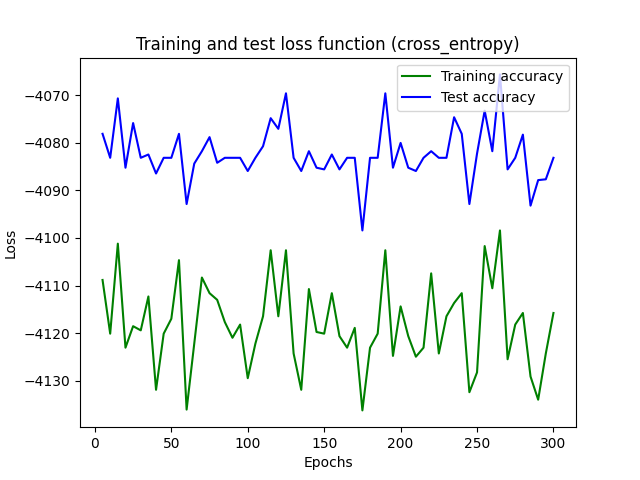 Training and test loss function (cross_entropy)
Training accuracy
Test accuracy
−4070
−4080
−4090
−4100
−4110
−4120
−4130
Loss
0 50 100 150 200 250 300
Epochs